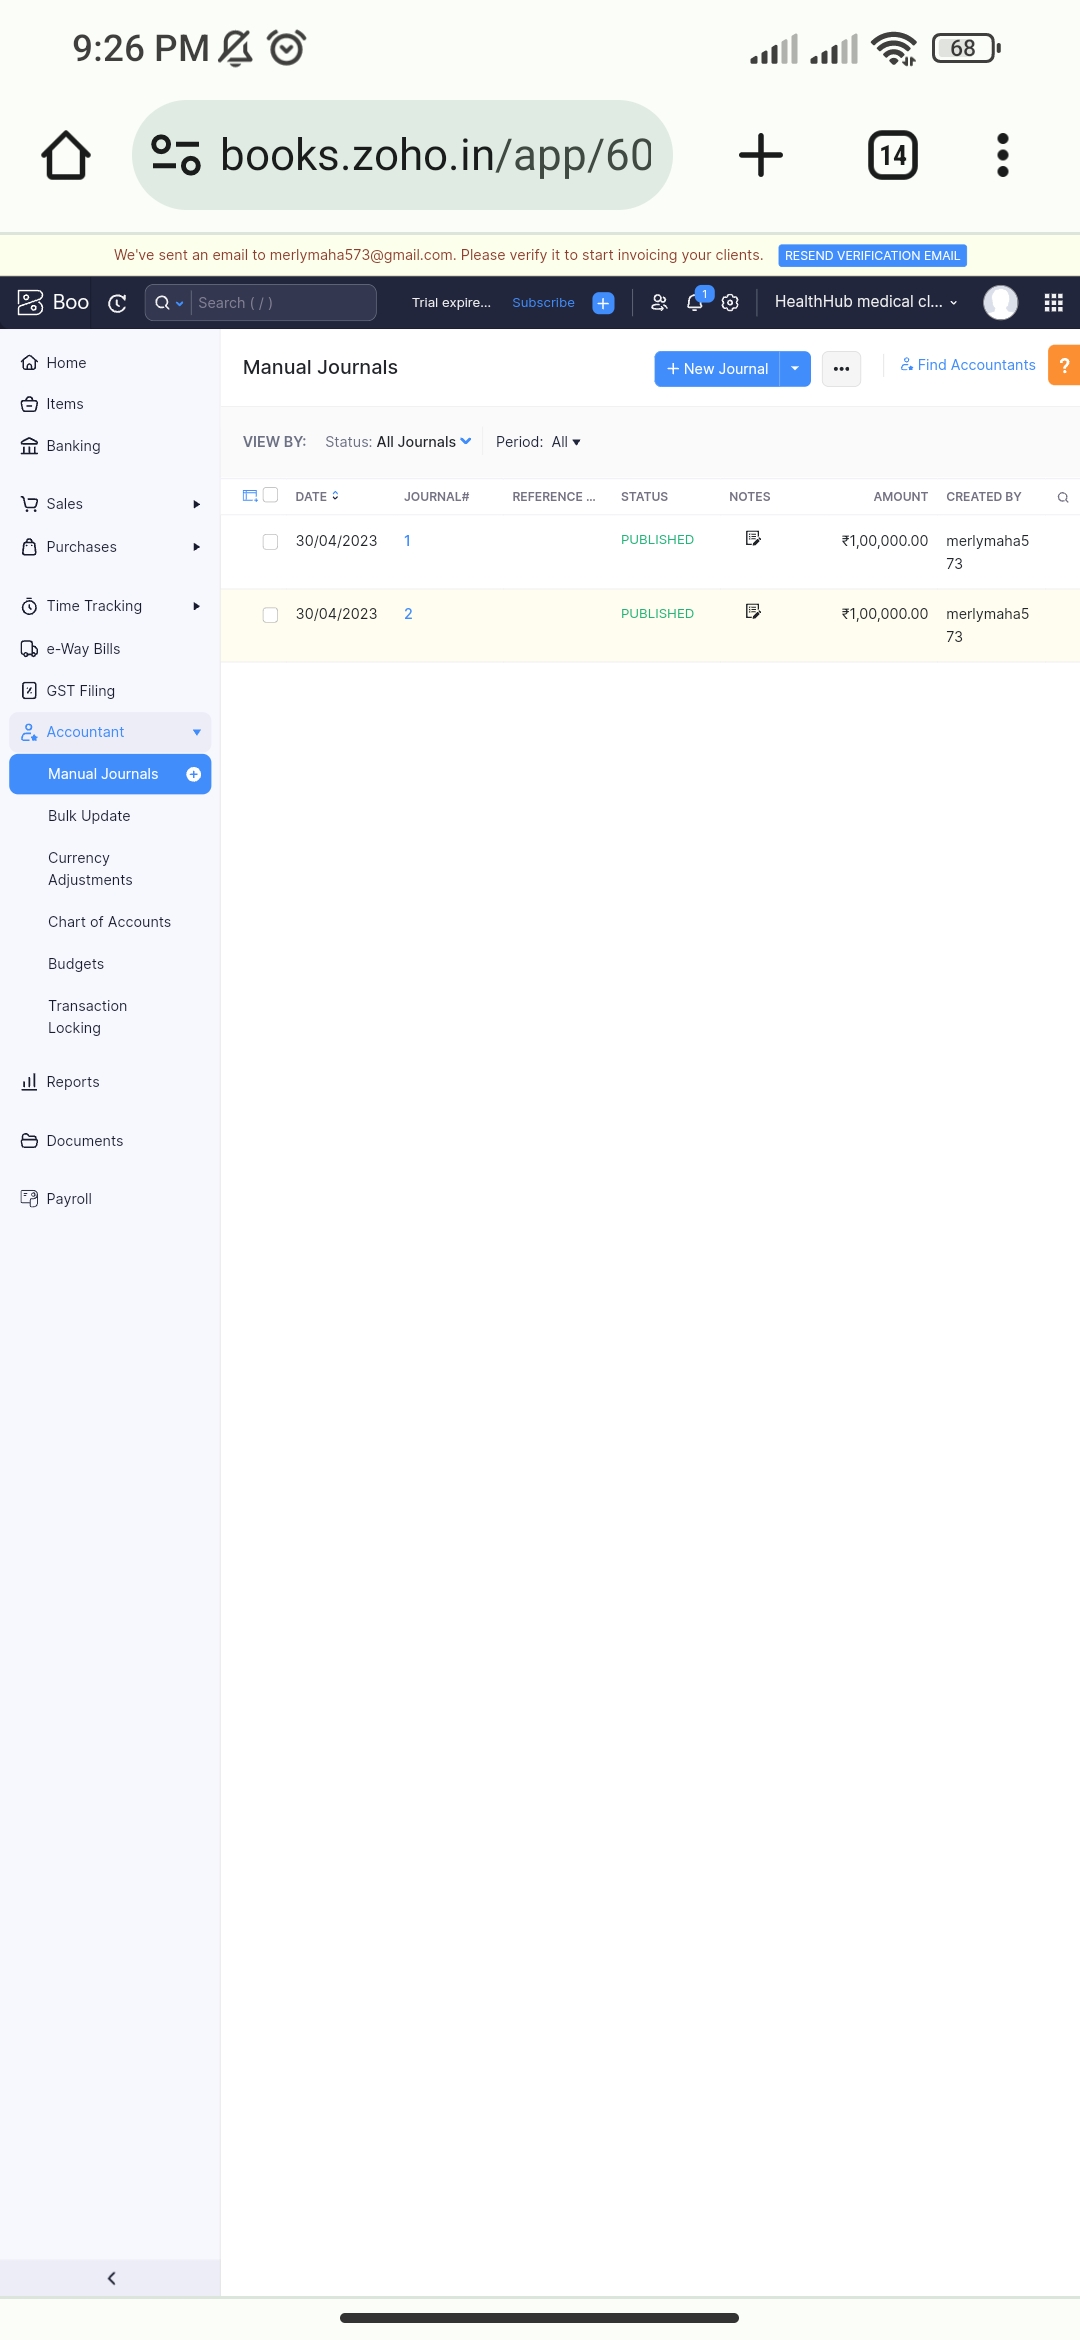 9:26 PM
68
books.zoho.in/app/60
14
We've sent an email to merlymaha573@gmail.com. Please verify it to start invoicing your clients. RESEND VERIFICATION EMAIL
Boo
Search ( / )
Trial expire... Subscribe
1
HealthHub medical cl...
Home
Items
Banking
Sales
Purchases
Time Tracking
e-Way Bills
GST Filing
Accountant
Manual Journals
Bulk Update
Currency
Adjustments
Chart of Accounts
Budgets
Transaction
Locking
Reports
Documents
Payroll
Manual Journals
+ New Journal
Find Accountants
?
VIEW BY: Status: All Journals Period: All
DATE JOURNAL# REFERENCE ... STATUS NOTES AMOUNT CREATED BY
30/04/2023 1 PUBLISHED ₹1,00,000.00 merlymaha5
73
30/04/2023 2 PUBLISHED ₹1,00,000.00 merlymaha5
73